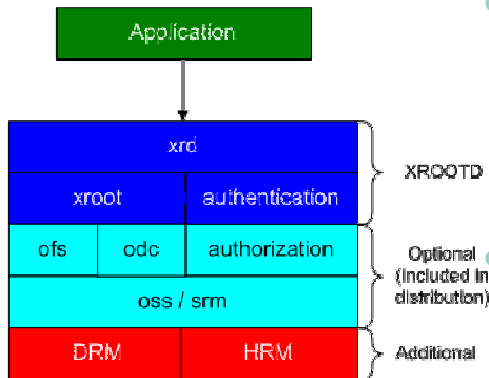 Application
xrd
xroot authentication
XROOTD
ofs odc authorization
Optional
(included in
distribution)
oss / srm
DRM HRM
Additional